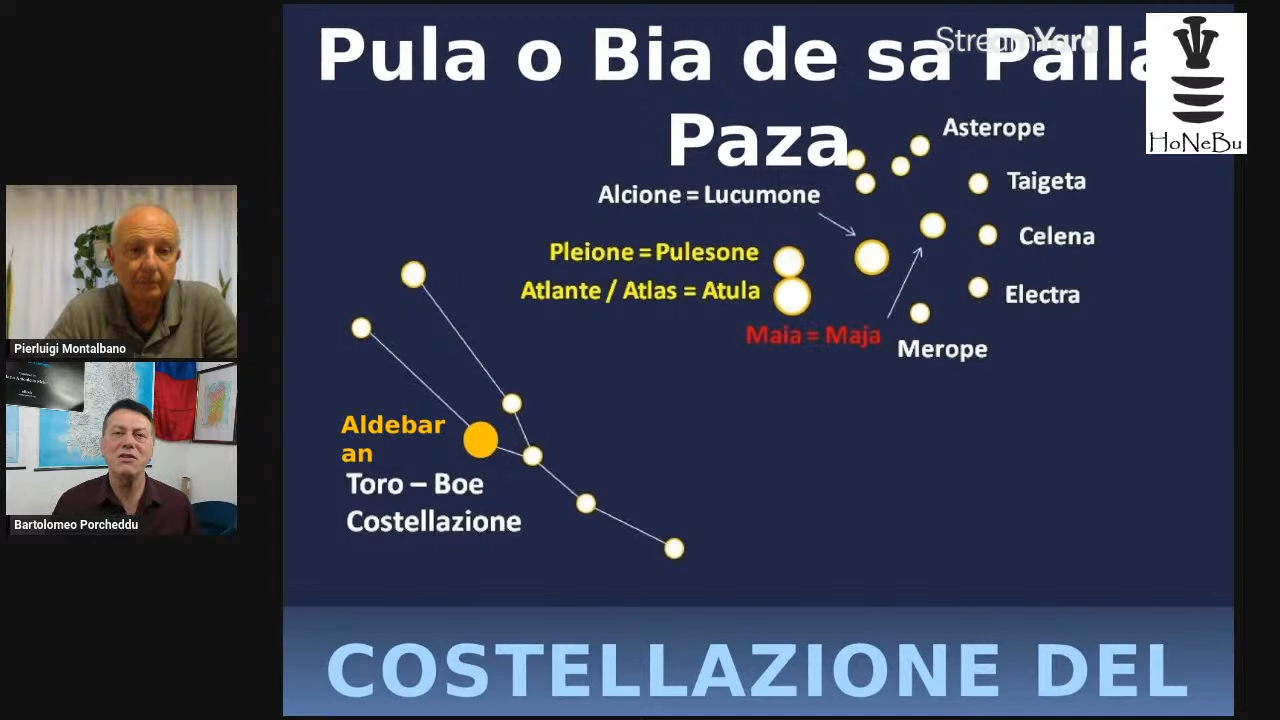 Pula o Bia de sa Palla
Paza
StreamYard
HoNeBu
Asterope
Taigeta
Alcione = Lucumone
Celena
Pleione = Pulesone
Atlante / Atlas = Atula
Electra
Maia = Maja
Merope
Aldebar
an
Toro – Boe
Costellazione
COSTELLAZIONE DEL
Pierluigi Montalbano
Bartolomeo Porcheddu